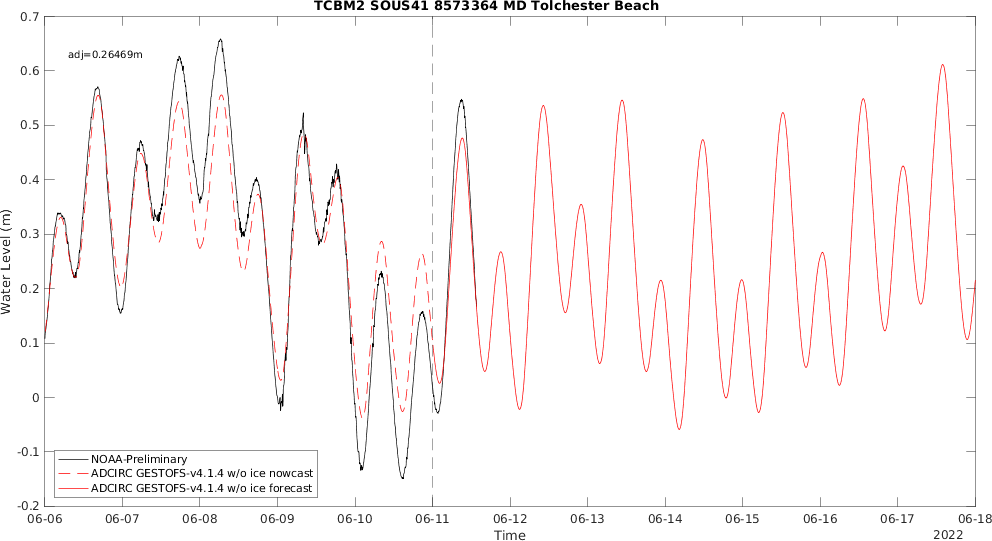 TCBM2 SOUS41 8573364 MD Tolchester Beach
adj=0.26469m
0.7
0.6
0.5
0.4
0.3
0.2
0.1
0
-0.1
-0.2
Water Level (m)
NOAA-Preliminary
ADCIRC GESTOFS-v4.1.4 w/o ice nowcast
ADCIRC GESTOFS-v4.1.4 w/o ice forecast
06-06 06-07 06-08 06-09 06-10 06-11 06-12 06-13 06-14 06-15 06-16 06-17 06-18
Time
2022